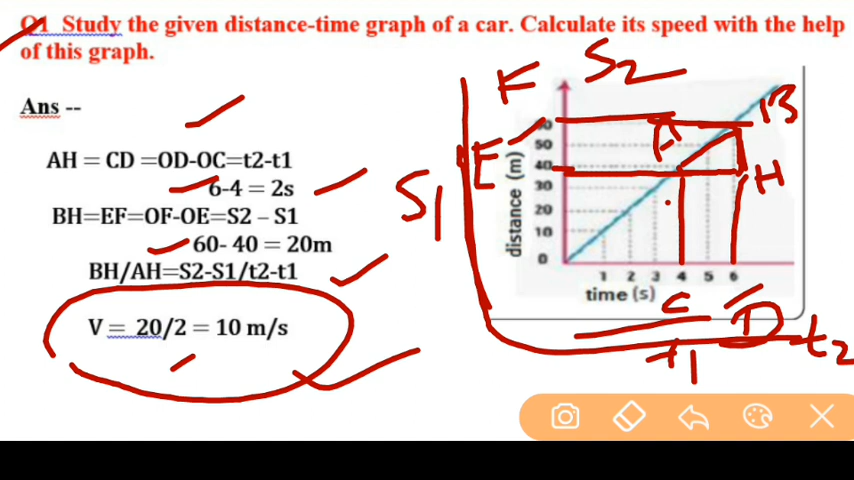 Q1 Study the given distance-time graph of a car. Calculate its speed with the help
of this graph.
Ans --
AH = CD =OD-OC=t2-t1
6-4 = 2s
BH=EF=OF-OE=S2 – S1
60- 40 = 20m
BH/AH=S2-S1/t2-t1
V = 20/2 = 10 m/s
S2
F
B
A
E
H
S1
distance (m)
50
40
30
20
10
0
1 2 3 4 5 6
time (s)
C
D
t1
t2